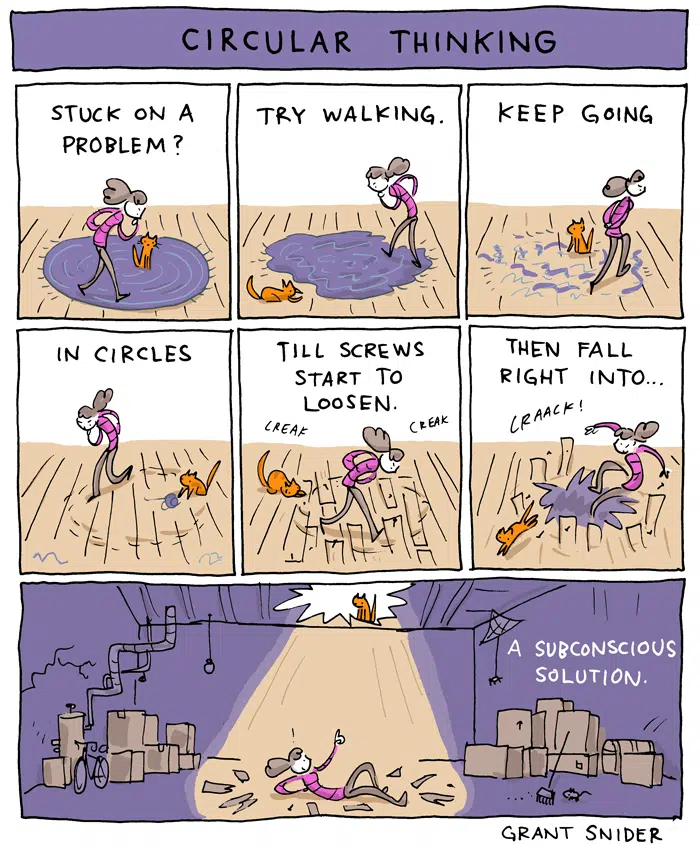 CIRCULAR THINKING
STUCK ON A
PROBLEM?
TRY WALKING.
KEEP GOING
IN CIRCLES
TILL SCREWS
START TO
LOOSEN.
CREAK
CREAK
THEN FALL
RIGHT INTO...
CRAACK!
A SUBCONSCIOUS
SOLUTION.
GRANT SNIDER